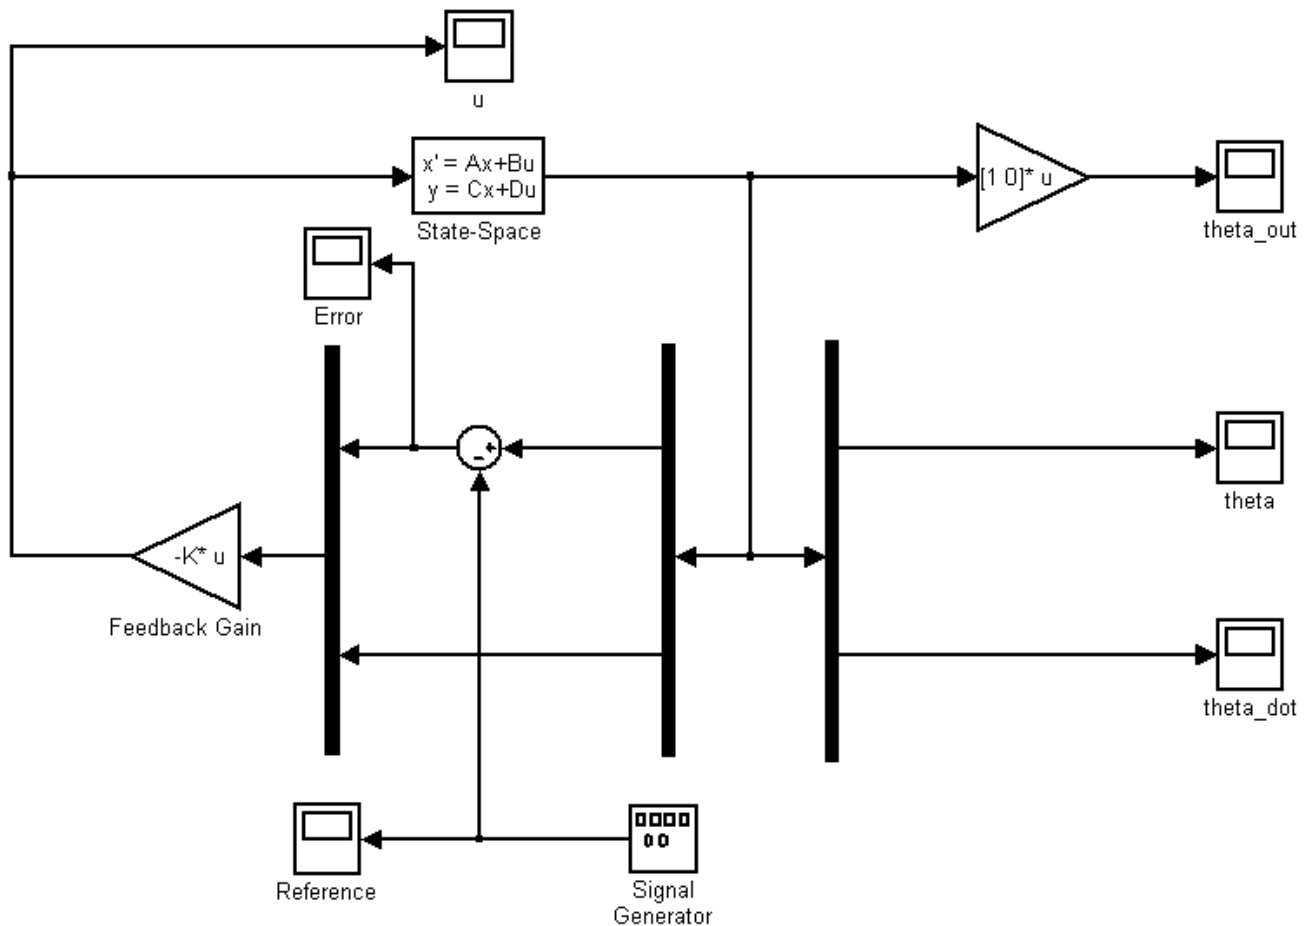 u
x' = Ax+Bu
y = Cx+Du
State-Space
[1 0]* u
theta_out
Error
- +
theta
-K* u
Feedback Gain
theta_dot
Reference
Signal
Generator